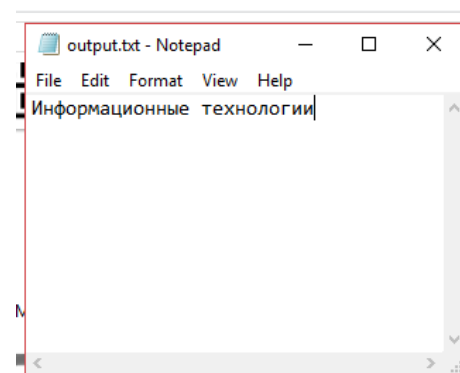 output.txt - Notepad
File Edit Format View Help
Информационные технологии